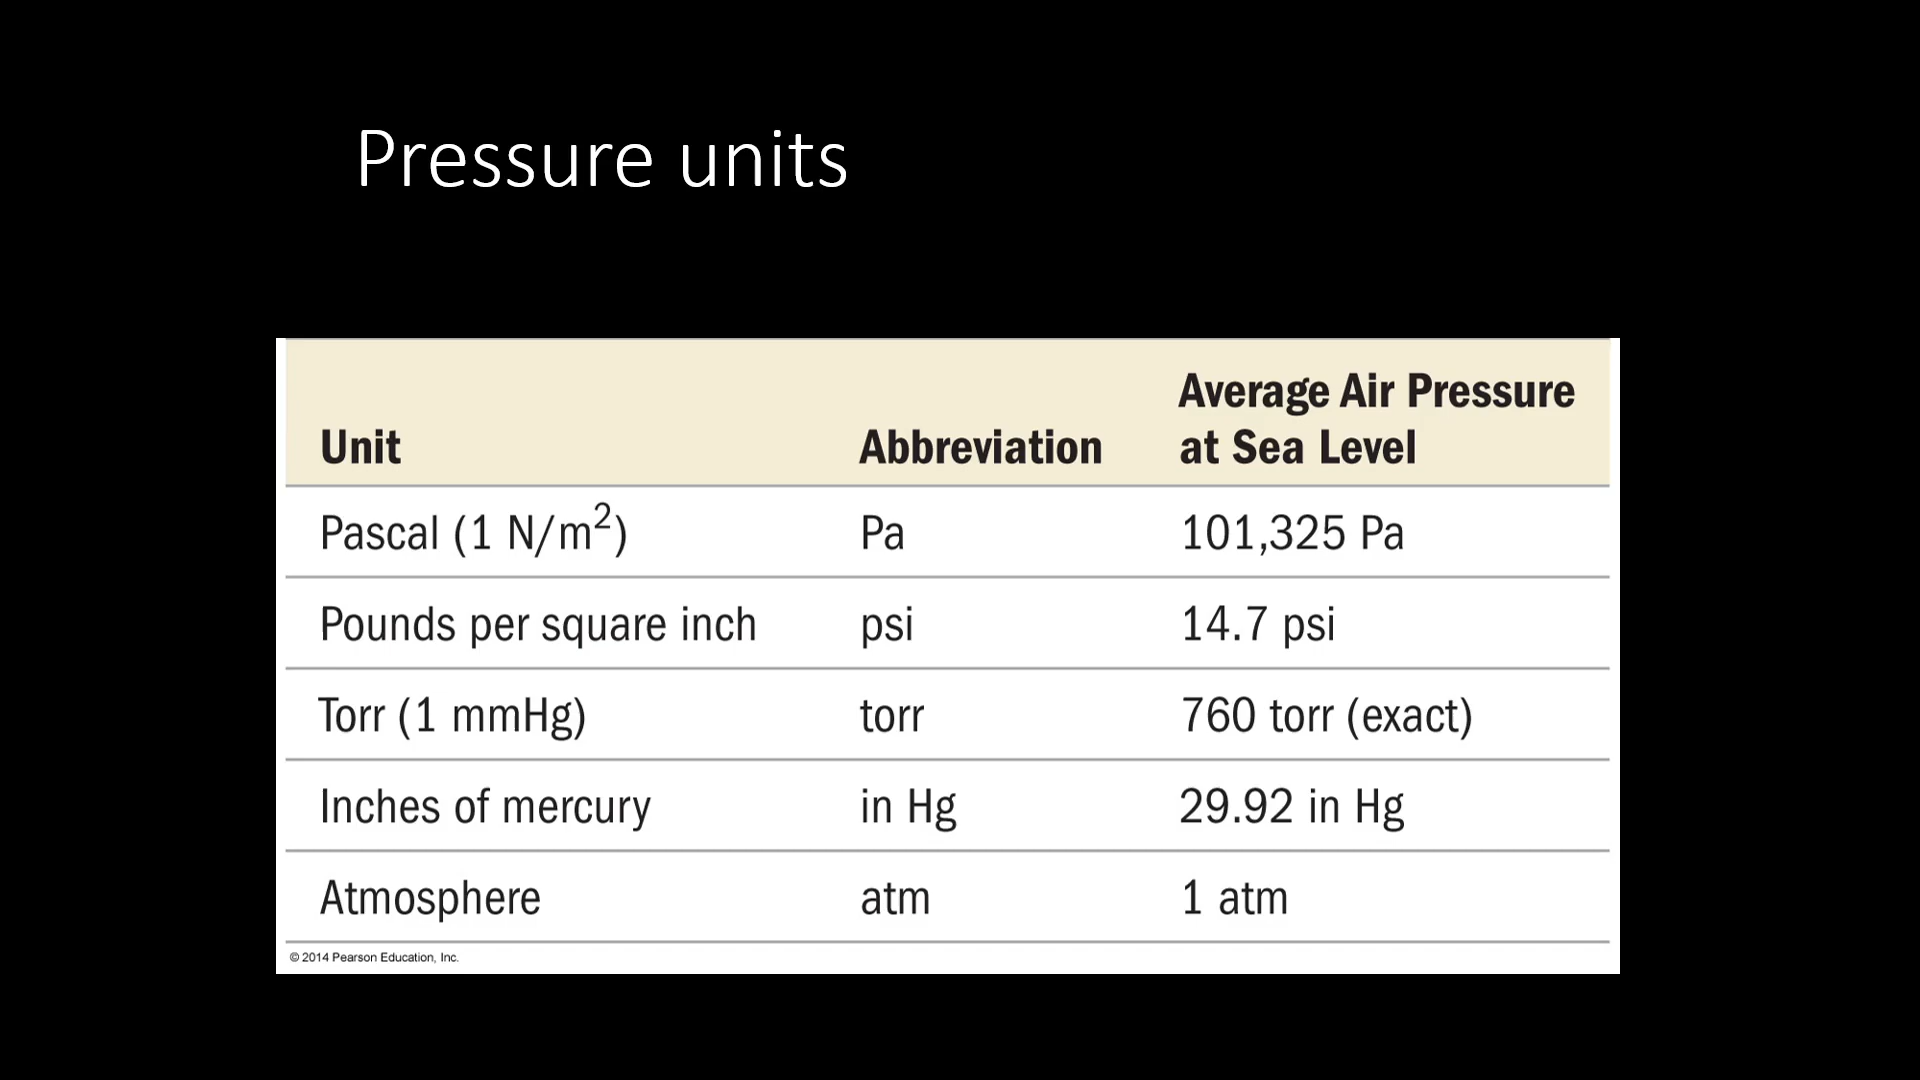 Pressure units
Unit Abbreviation Average Air Pressure at Sea Level
Pascal (1 N/m²) Pa 101,325 Pa
Pounds per square inch psi 14.7 psi
Torr (1 mmHg) torr 760 torr (exact)
Inches of mercury in Hg 29.92 in Hg
Atmosphere atm 1 atm
© 2014 Pearson Education, Inc.